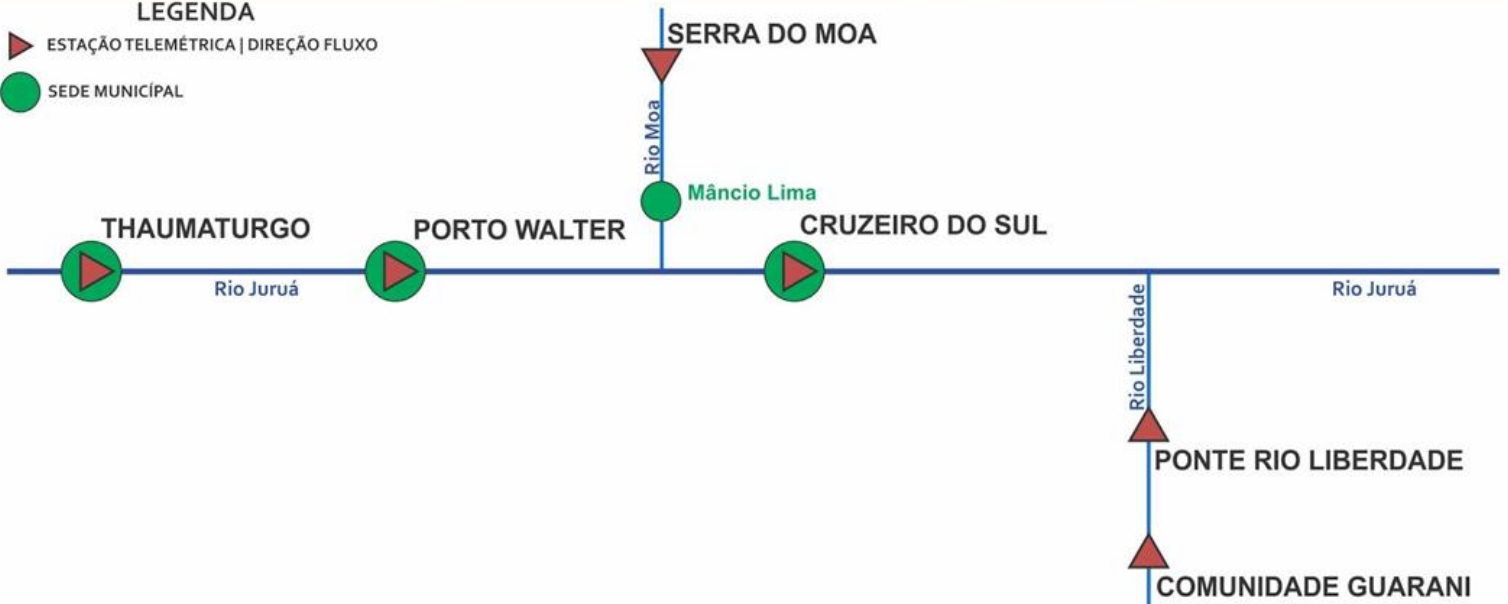 LEGENDA
ESTAÇÃO TELEMÉTRICA | DIREÇÃO FLUXO
SEDE MUNICÍPAL
SERRA DO MOA
Rio Moa
Mâncio Lima
THAUMATURGO
PORTO WALTER
CRUZEIRO DO SUL
Rio Juruá
Rio Juruá
Rio Liberdade
PONTE RIO LIBERDADE
COMUNIDADE GUARANI